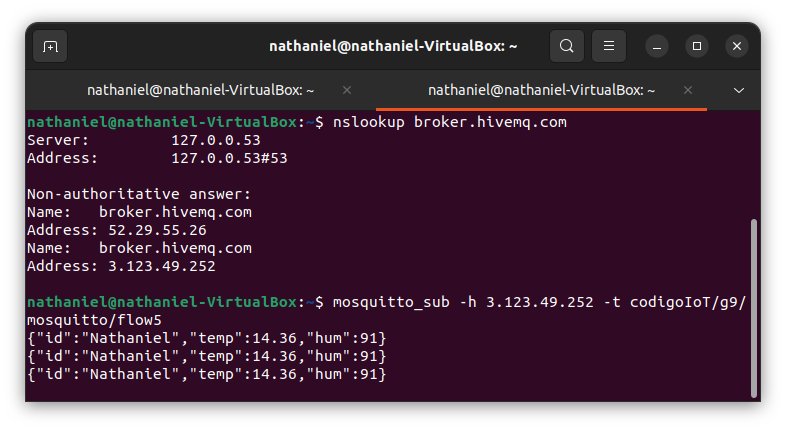 nathaniel@nathaniel-VirtualBox: ~
nathaniel@nathaniel-VirtualBox: ~
nathaniel@nathaniel-VirtualBox: ~
nathaniel@nathaniel-VirtualBox:~$ nslookup broker.hivemq.com
Server:         127.0.0.53
Address:        127.0.0.53#53
Non-authoritative answer:
Name:   broker.hivemq.com
Address: 52.29.55.26
Name:   broker.hivemq.com
Address: 3.123.49.252
nathaniel@nathaniel-VirtualBox:~$ mosquitto_sub -h 3.123.49.252 -t codigoIoT/g9/
mosquitto/flow5
{"id":"Nathaniel","temp":14.36,"hum":91}
{"id":"Nathaniel","temp":14.36,"hum":91}
{"id":"Nathaniel","temp":14.36,"hum":91}